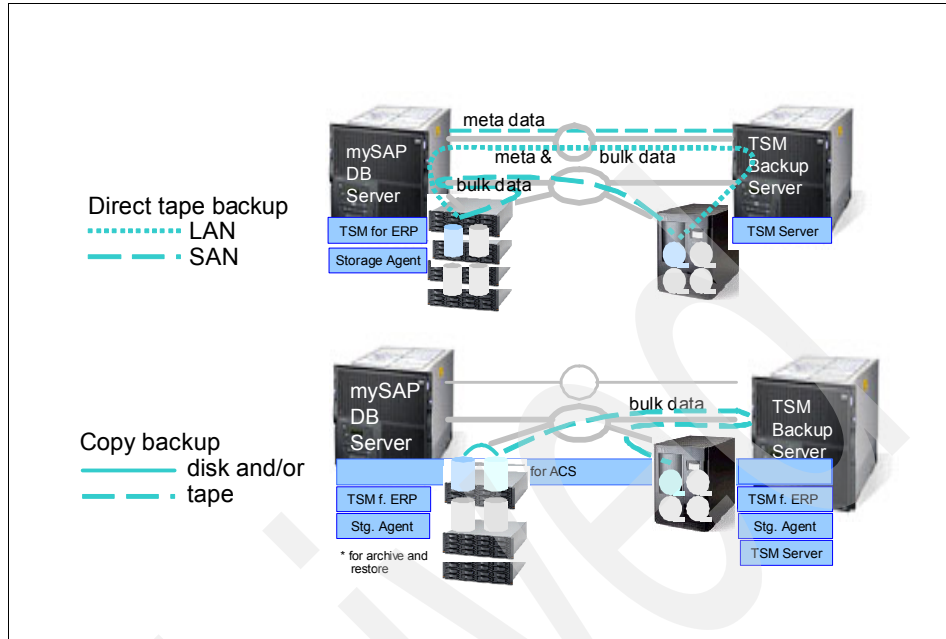 meta data
mySAP
DB
Server
TSM
Backup
Server
meta & bulk data
bulk data
Direct tape backup
LAN
SAN
TSM for ERP
Storage Agent
TSM Server
mySAP
DB
Server
bulk data
TSM
Backup
Server
Copy backup
disk and/or
tape
for ACS
TSM f. ERP
Stg. Agent
* for archive and
restore
TSM f. ERP
Stg. Agent
TSM Server